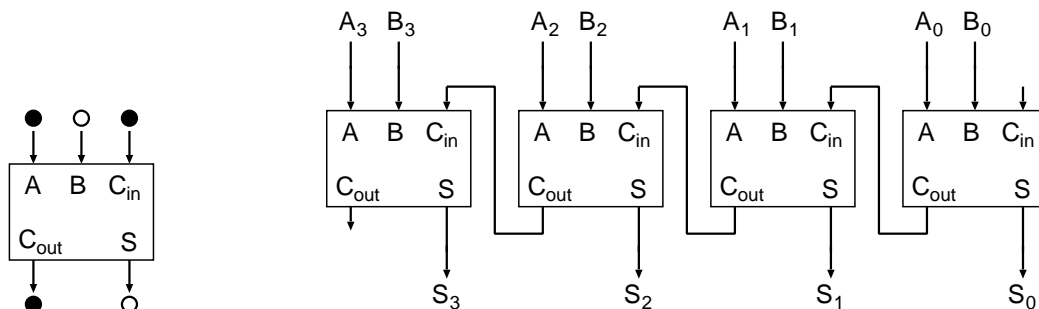 A₃ B₃ A₂ B₂ A₁ B₁ A₀ B₀
A B Cin A B Cin A B Cin A B Cin
A B Cin
Cout S Cout S Cout S Cout S
Cout S
S₃ S₂ S₁ S₀